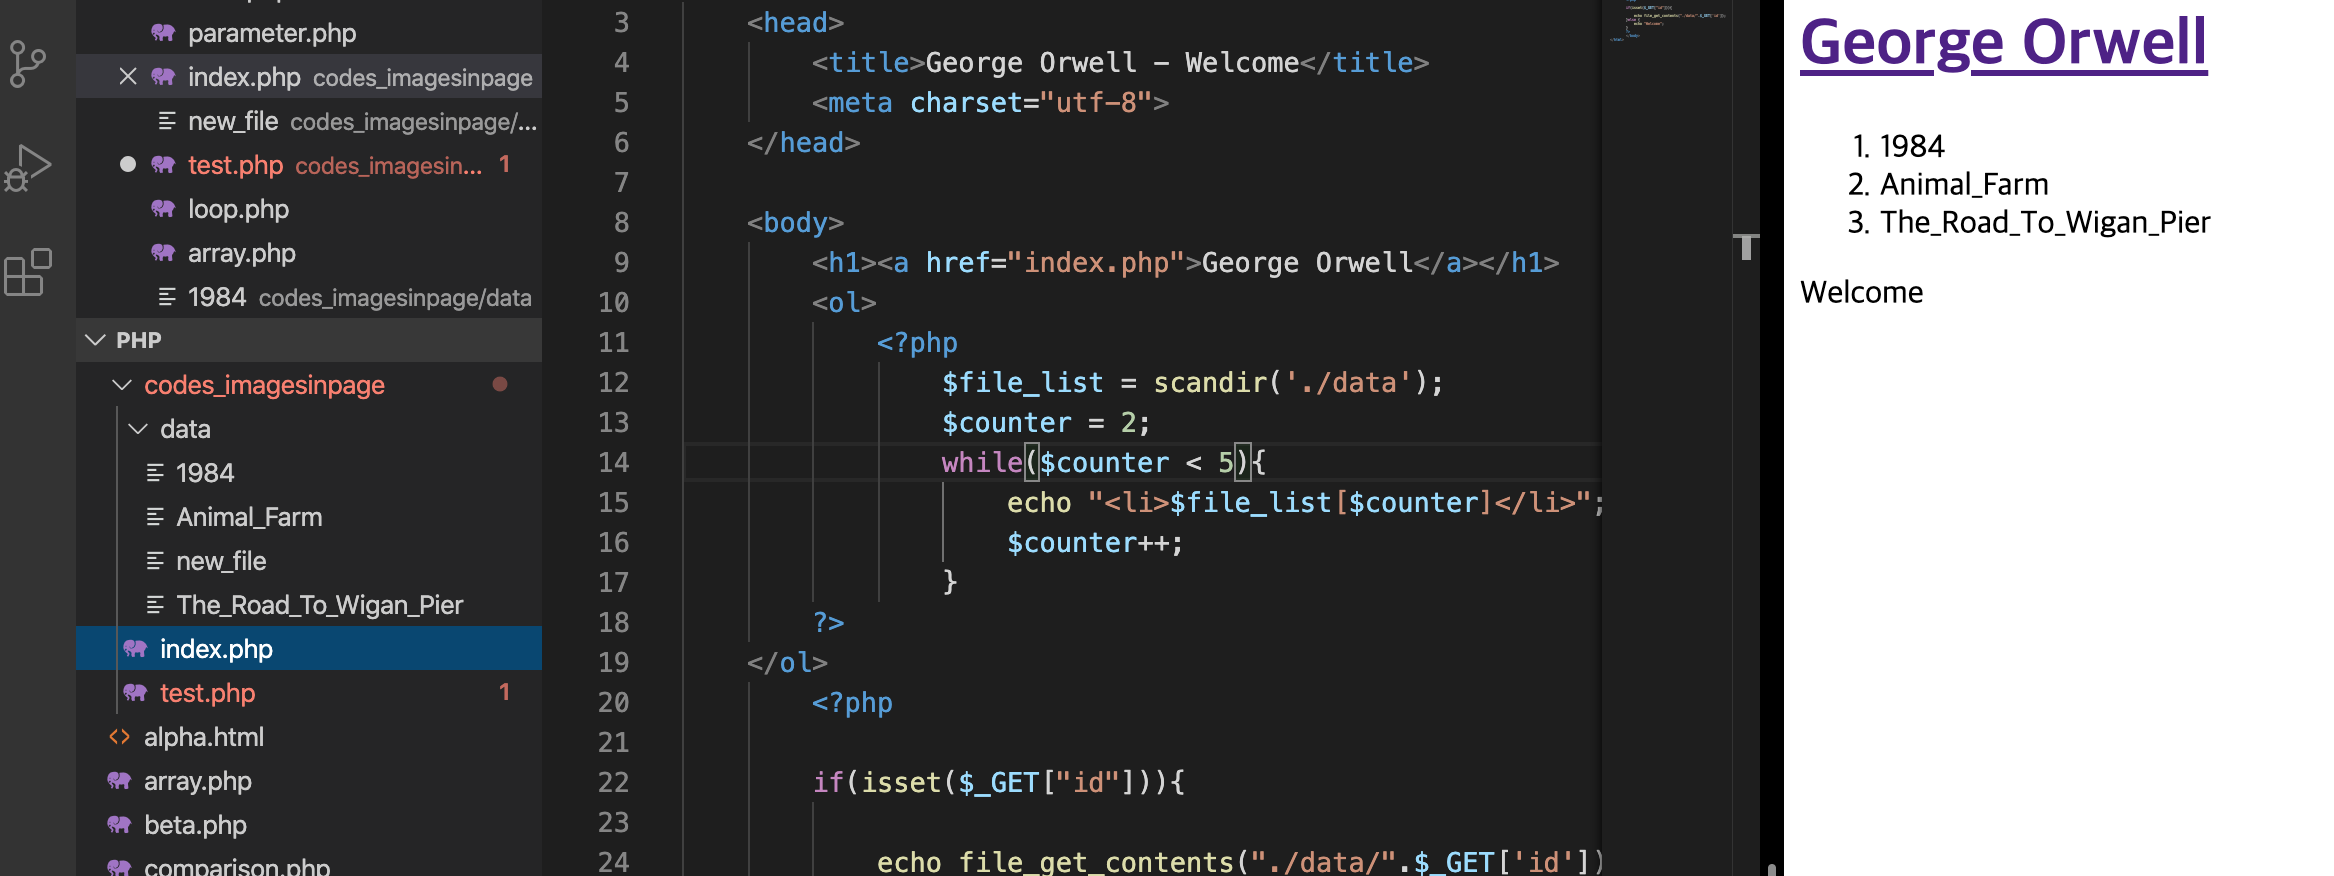 parameter.php
index.php codes_imagesinpage
new_file codes_imagesinpage/...
test.php codes_imagesin... 1
loop.php
array.php
1984 codes_imagesinpage/data
PHP
codes_imagesinpage
data
1984
Animal_Farm
new_file
The_Road_To_Wigan_Pier
index.php
test.php 1
alpha.html
array.php
beta.php
comparison.php
3 <head>
4 <title>George Orwell - Welcome</title>
5 <meta charset="utf-8">
6 </head>
7
8 <body>
9 <h1><a href="index.php">George Orwell</a></h1>
10 <ol>
11 <?php
12 $file_list = scandir('./data');
13 $counter = 2;
14 while($counter < 5){
15 echo "<li>$file_list[$counter]</li>";
16 $counter++;
17 }
18 ?>
19 </ol>
20 <?php
21
22 if(isset($_GET["id"])){
23
24 echo file_get_contents("./data/".$_GET['id'])
George Orwell
1. 1984
2. Animal_Farm
3. The_Road_To_Wigan_Pier
Welcome